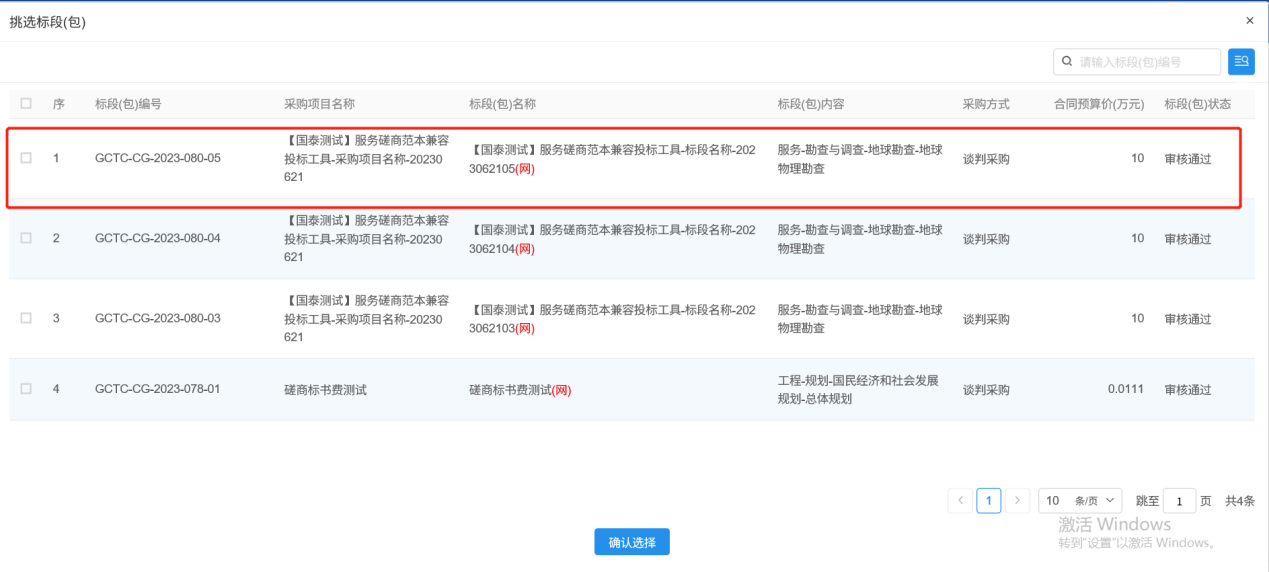 挑选标段(包)
×
请输入标段(包)编号
序 标段(包)编号 采购项目名称 标段(包)名称 标段(包)内容 采购方式 合同预算价(万元) 标段(包)状态
1 GCTC-CG-2023-080-05
【国泰测试】服务磋商范本兼容
投标工具-采购项目名称-20230
621
【国泰测试】服务磋商范本兼容投标工具-标段名称-202
3062105(网)
服务-勘查与调查-地球勘查-地球
物理勘查
谈判采购 10 审核通过
2 GCTC-CG-2023-080-04
【国泰测试】服务磋商范本兼容
投标工具-采购项目名称-20230
621
【国泰测试】服务磋商范本兼容投标工具-标段名称-202
3062104(网)
服务-勘查与调查-地球勘查-地球
物理勘查
谈判采购 10 审核通过
3 GCTC-CG-2023-080-03
【国泰测试】服务磋商范本兼容
投标工具-采购项目名称-20230
621
【国泰测试】服务磋商范本兼容投标工具-标段名称-202
3062103(网)
服务-勘查与调查-地球勘查-地球
物理勘查
谈判采购 10 审核通过
4 GCTC-CG-2023-078-01 磋商标书费测试 磋商标书费测试(网)
工程-规划-国民经济和社会发展
规划-总体规划
谈判采购 0.0111 审核通过
< 1 > 10 条/页 跳至 1 页 共4条
激活 Windows
转到"设置"以激活 Windows。
确认选择